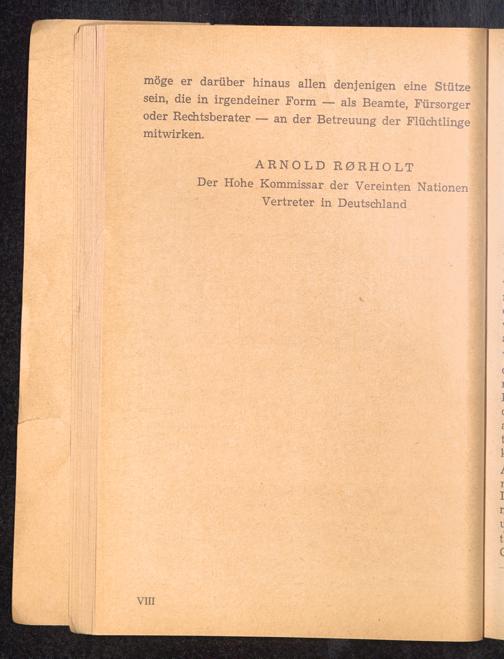 möge er darüber hinaus allen denjenigen eine Stütze
sein, die in irgendeiner Form — als Beamte, Fürsorger
oder Rechtsberater — an der Betreuung der Flüchtlinge
mitwirken.
ARNOLD RØRHOLT
Der Hohe Kommissar der Vereinten Nationen
Vertreter in Deutschland
VIII